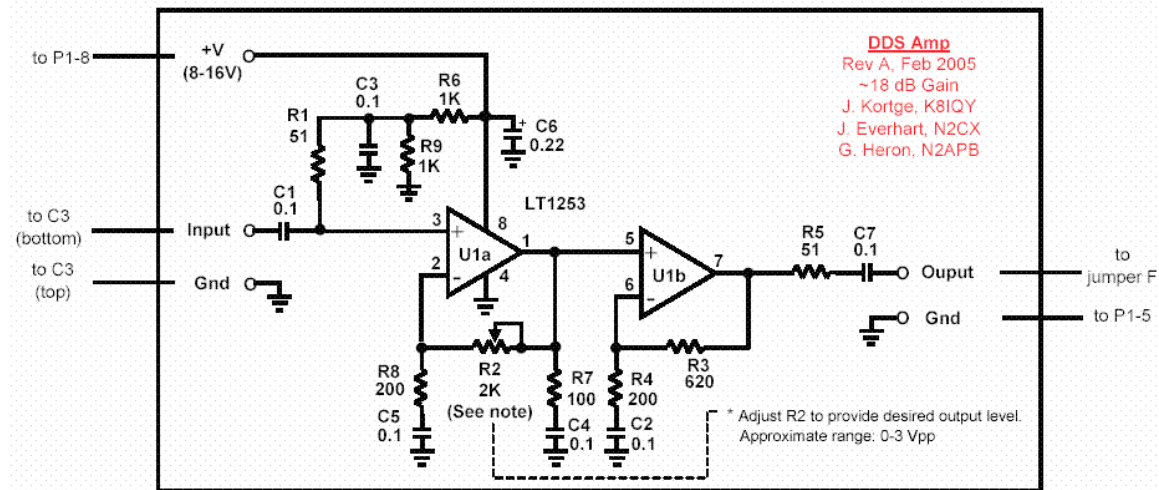 DDS Amp
Rev A, Feb 2005
~18 dB Gain
J. Kortge, K8IQY
J. Everhart, N2CX
G. Heron, N2APB
to P1-8
+V
(8-16V)
R1
51
C3
0.1
R6
1K
R9
1K
+
C6
0.22
LT1253
to C3
(bottom)
Input
C1
0.1
3
+
8
U1a
1
2
-
4
5
+
U1b
7
6
-
R5
51
C7
0.1
Ouput
to
jumper F
to C3
(top)
Gnd
Gnd
to P1-5
R8
200
R2
2K
(See note)
R7
100
R4
200
R3
620
C5
0.1
C4
0.1
C2
0.1
* Adjust R2 to provide desired output level.
Approximate range: 0-3 Vpp